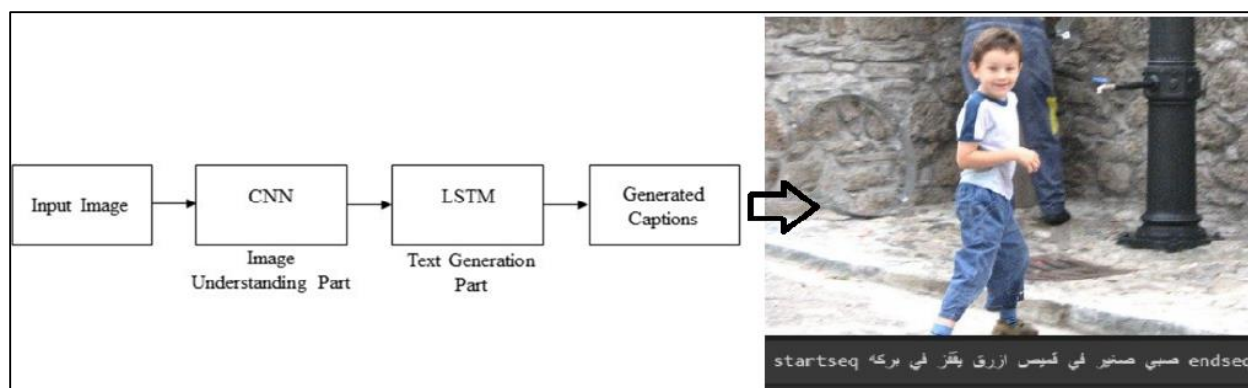 Input Image
CNN
Image
Understanding Part
LSTM
Text Generation
Part
Generated
Captions
startseq صبي صغير في قميص ازرق يقفز في بركه endseq